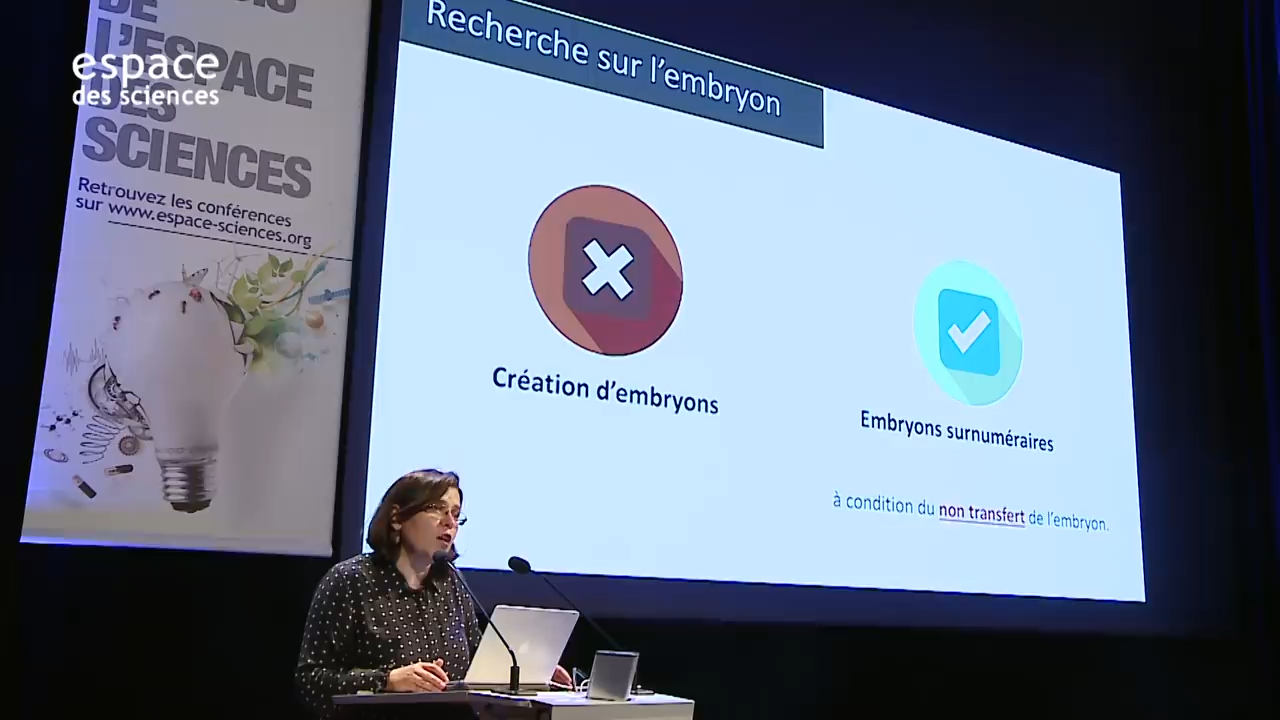 DE
L'ESPACE
DES
SCIENCES
espace
des sciences
Retrouvez les conférences
sur www.espace-sciences.org
Recherche sur l'embryon
Création d'embryons
Embryons surnuméraires
à condition du non transfert de l'embryon.